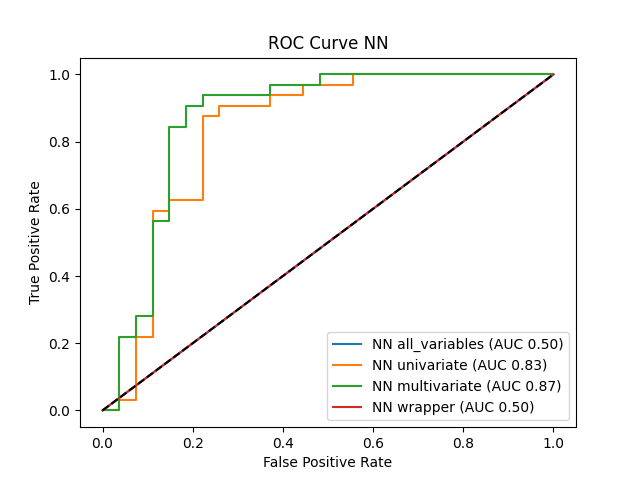 ROC Curve NN
1.0
0.8
0.6
0.4
0.2
0.0
True Positive Rate
NN all_variables (AUC 0.50)
NN univariate (AUC 0.83)
NN multivariate (AUC 0.87)
NN wrapper (AUC 0.50)
0.0 0.2 0.4 0.6 0.8 1.0
False Positive Rate